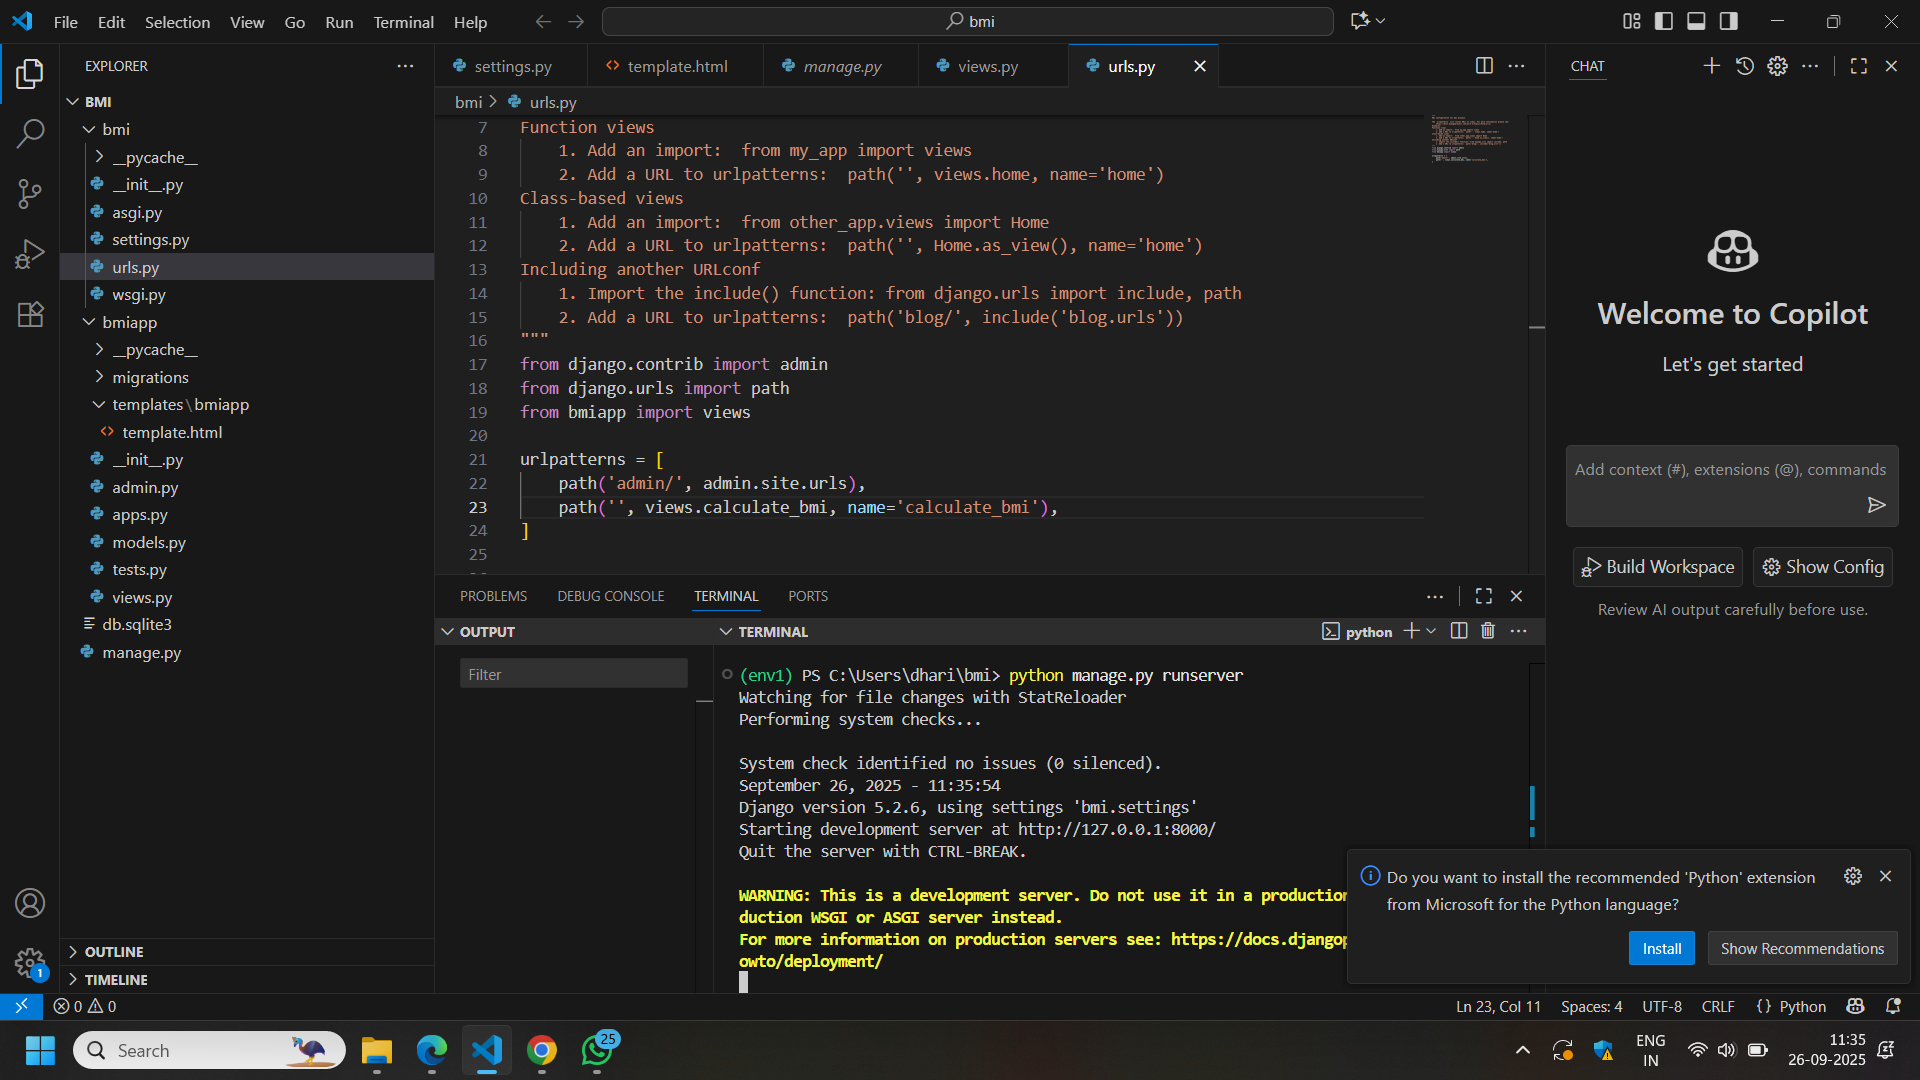 File Edit Selection View Go Run Terminal Help
bmi
EXPLORER
BMI
bmi
__pycache__
__init__.py
asgi.py
settings.py
urls.py
wsgi.py
bmiapp
__pycache__
migrations
templates\bmiapp
template.html
__init__.py
admin.py
apps.py
models.py
tests.py
views.py
db.sqlite3
manage.py
OUTLINE
TIMELINE
settings.py template.html manage.py views.py urls.py
bmi > urls.py
7 Function views
8 1. Add an import:  from my_app import views
9 2. Add a URL to urlpatterns:  path('', views.home, name='home')
10 Class-based views
11 1. Add an import:  from other_app.views import Home
12 2. Add a URL to urlpatterns:  path('', Home.as_view(), name='home')
13 Including another URLconf
14 1. Import the include() function: from django.urls import include, path
15 2. Add a URL to urlpatterns:  path('blog/', include('blog.urls'))
16 """
17 from django.contrib import admin
18 from django.urls import path
19 from bmiapp import views
20
21 urlpatterns = [
22 path('admin/', admin.site.urls),
23 path('', views.calculate_bmi, name='calculate_bmi'),
24 ]
25
PROBLEMS DEBUG CONSOLE TERMINAL PORTS
OUTPUT
Filter
TERMINAL
python
(env1) PS C:\Users\dhari\bmi> python manage.py runserver
Watching for file changes with StatReloader
Performing system checks...
System check identified no issues (0 silenced).
September 26, 2025 - 11:35:54
Django version 5.2.6, using settings 'bmi.settings'
Starting development server at http://127.0.0.1:8000/
Quit the server with CTRL-BREAK.
WARNING: This is a development server. Do not use it in a production
duction WSGI or ASGI server instead.
For more information on production servers see: https://docs.djangop
owto/deployment/
CHAT
Welcome to Copilot
Let's get started
Add context (#), extensions (@), commands
Build Workspace
Show Config
Review AI output carefully before use.
Do you want to install the recommended 'Python' extension
from Microsoft for the Python language?
Install
Show Recommendations
1
0 0
Ln 23, Col 11 Spaces: 4 UTF-8 CRLF {} Python
Search
25
ENG
IN
11:35
26-09-2025